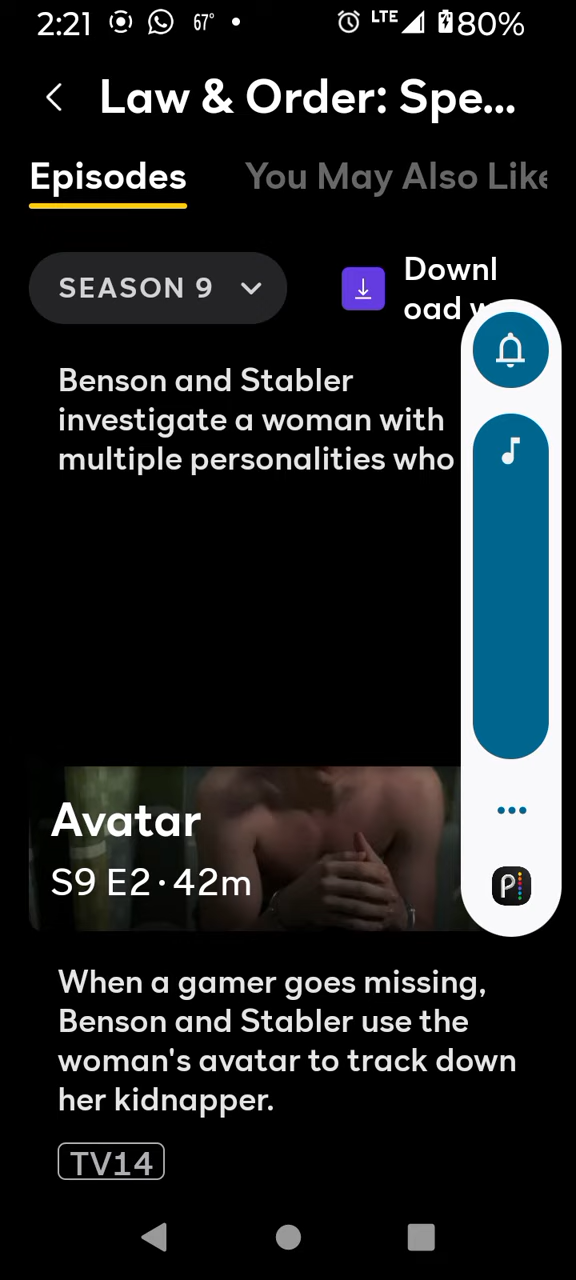 2:21 67° LTE 80%
Law & Order: Spe...
Episodes You May Also Like
SEASON 9
Downl
oad w
Benson and Stabler
investigate a woman with
multiple personalities who
Avatar
S9 E2 · 42m
When a gamer goes missing,
Benson and Stabler use the
woman's avatar to track down
her kidnapper.
TV14